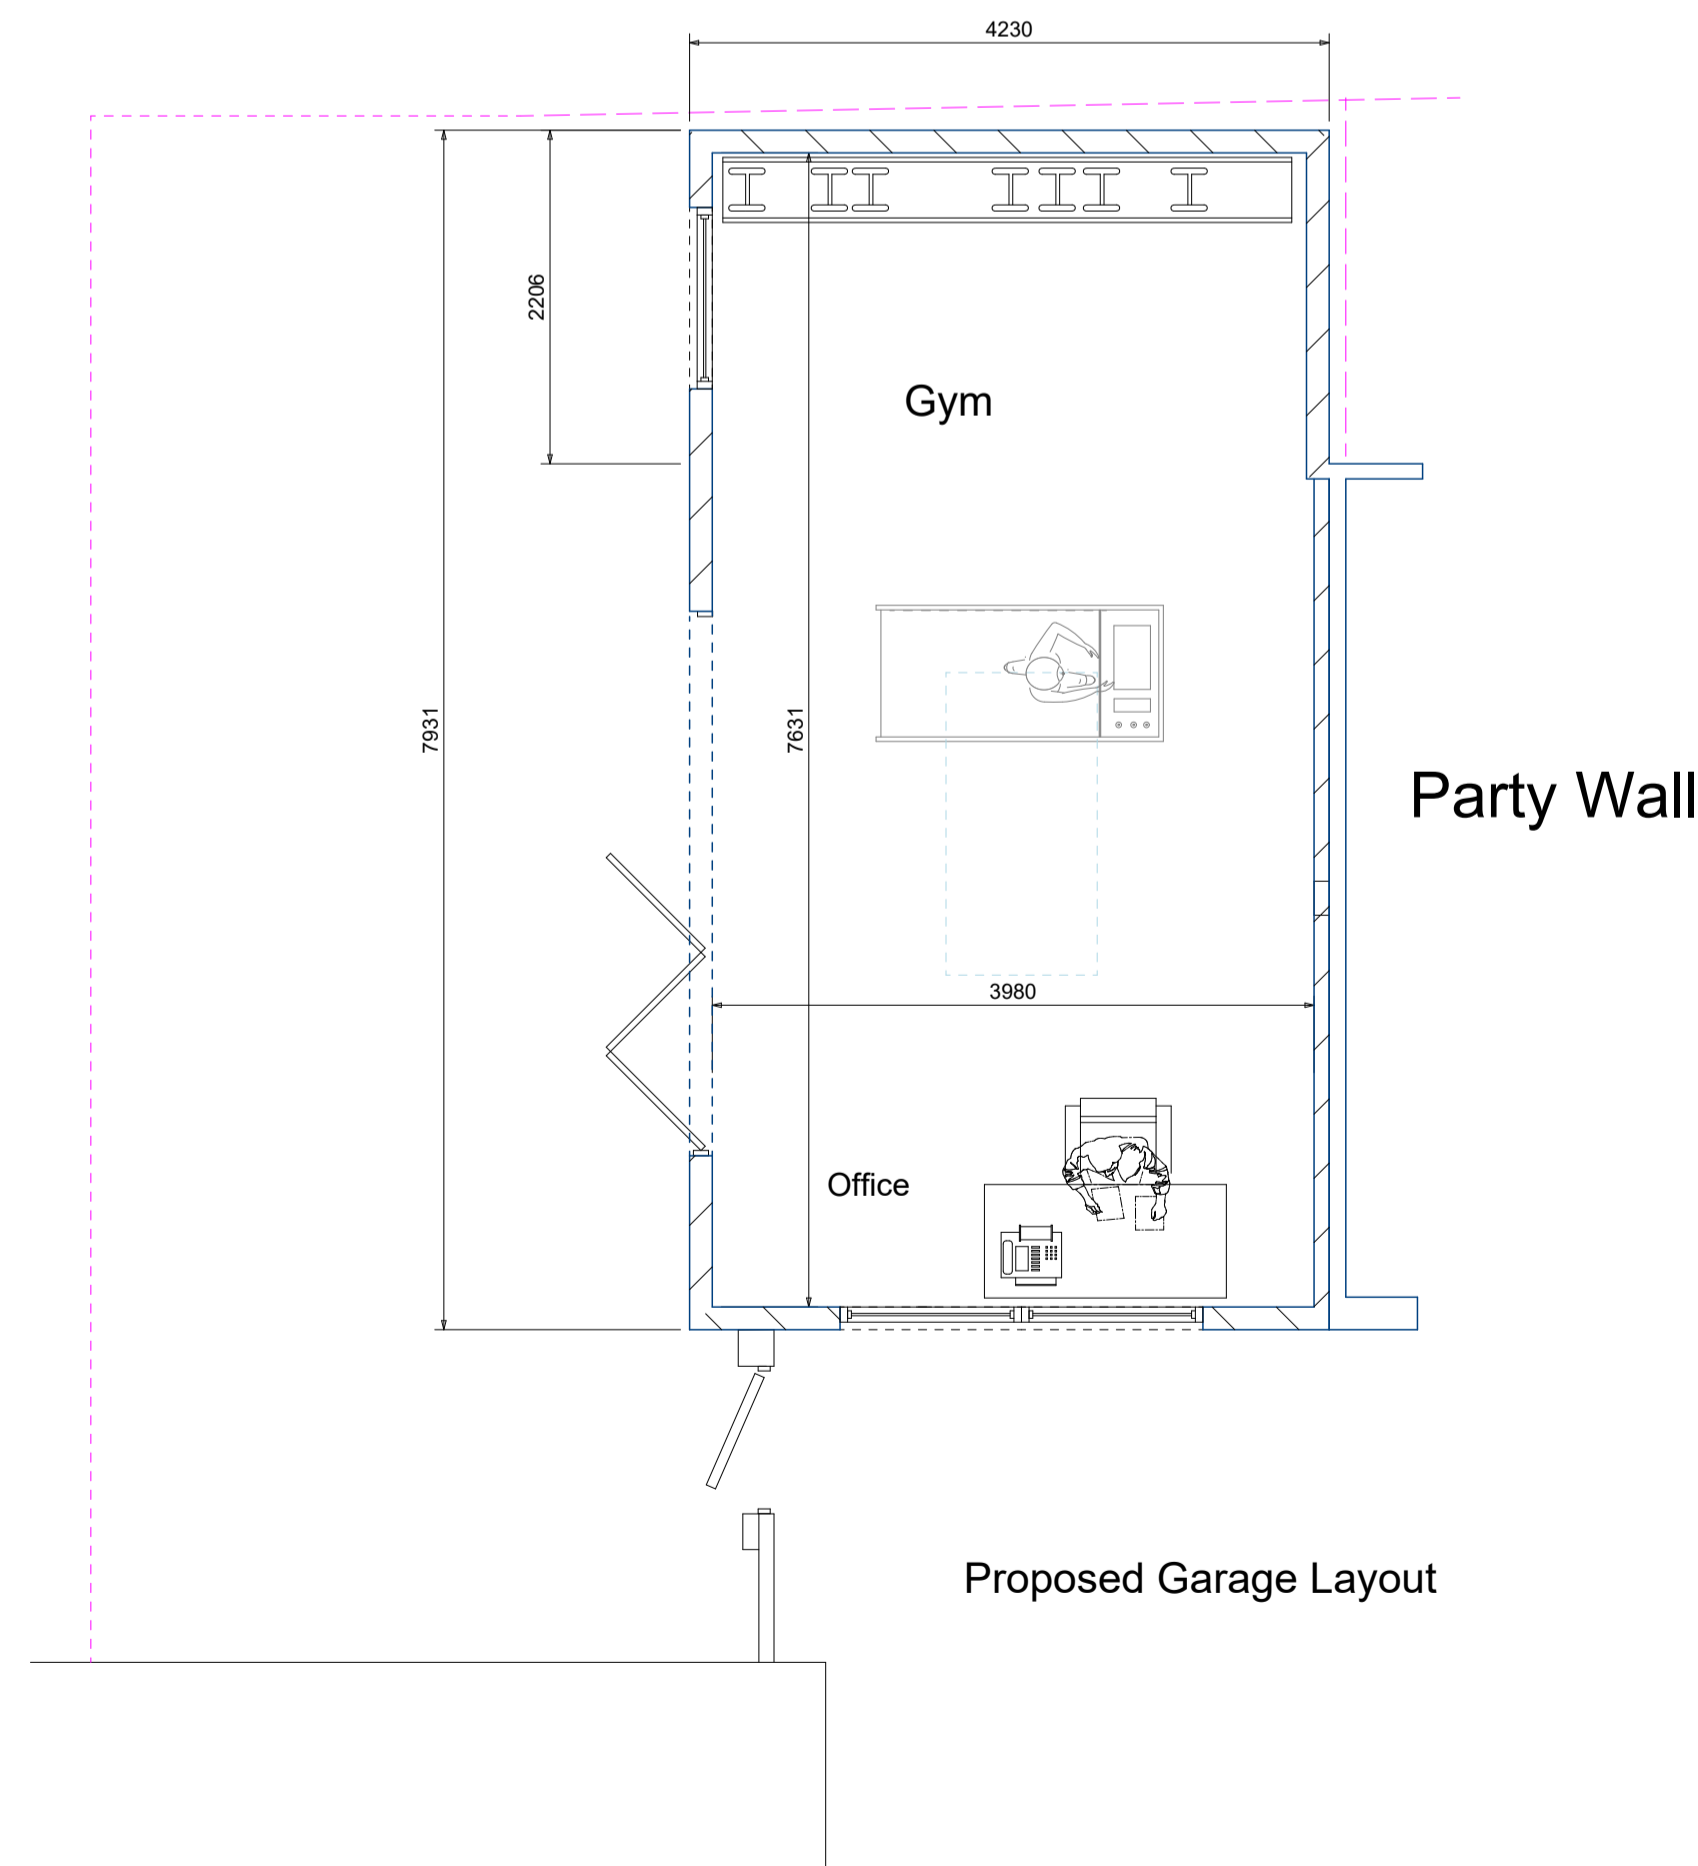 4230
2206
Gym
7931
7631
Party Wall
3980
Office
Proposed Garage Layout